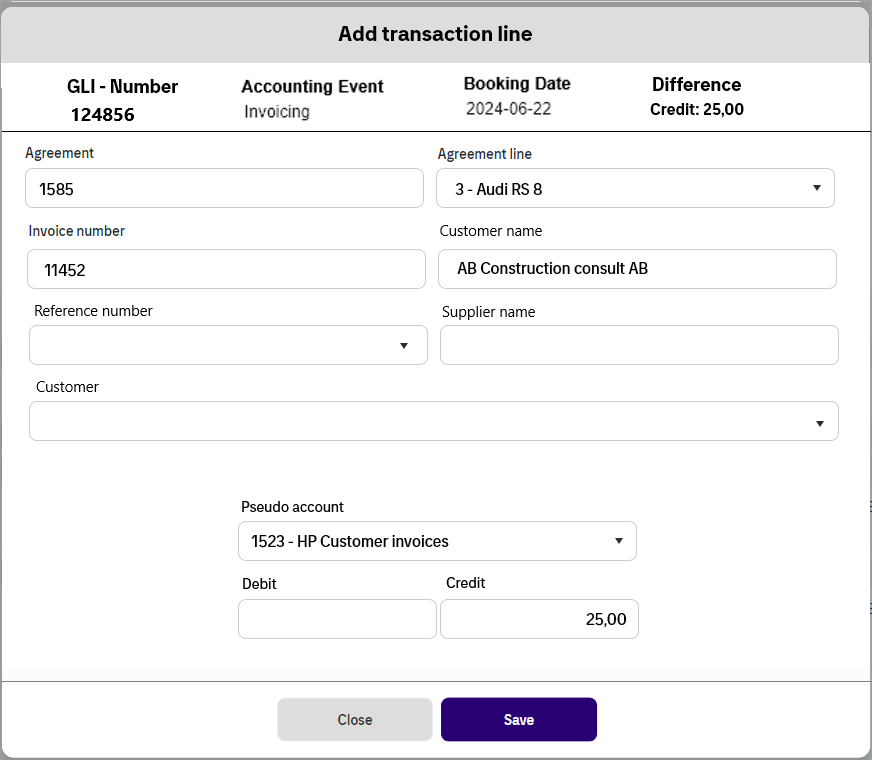 Add transaction line
GLI - Number
124856
Accounting Event
Invoicing
Booking Date
2024-06-22
Difference
Credit: 25,00
Agreement
1585
Agreement line
3 - Audi RS 8
Invoice number
11452
Customer name
AB Construction consult AB
Reference number
Supplier name
Customer
Pseudo account
1523 - HP Customer invoices
Debit
Credit
25,00
Close
Save